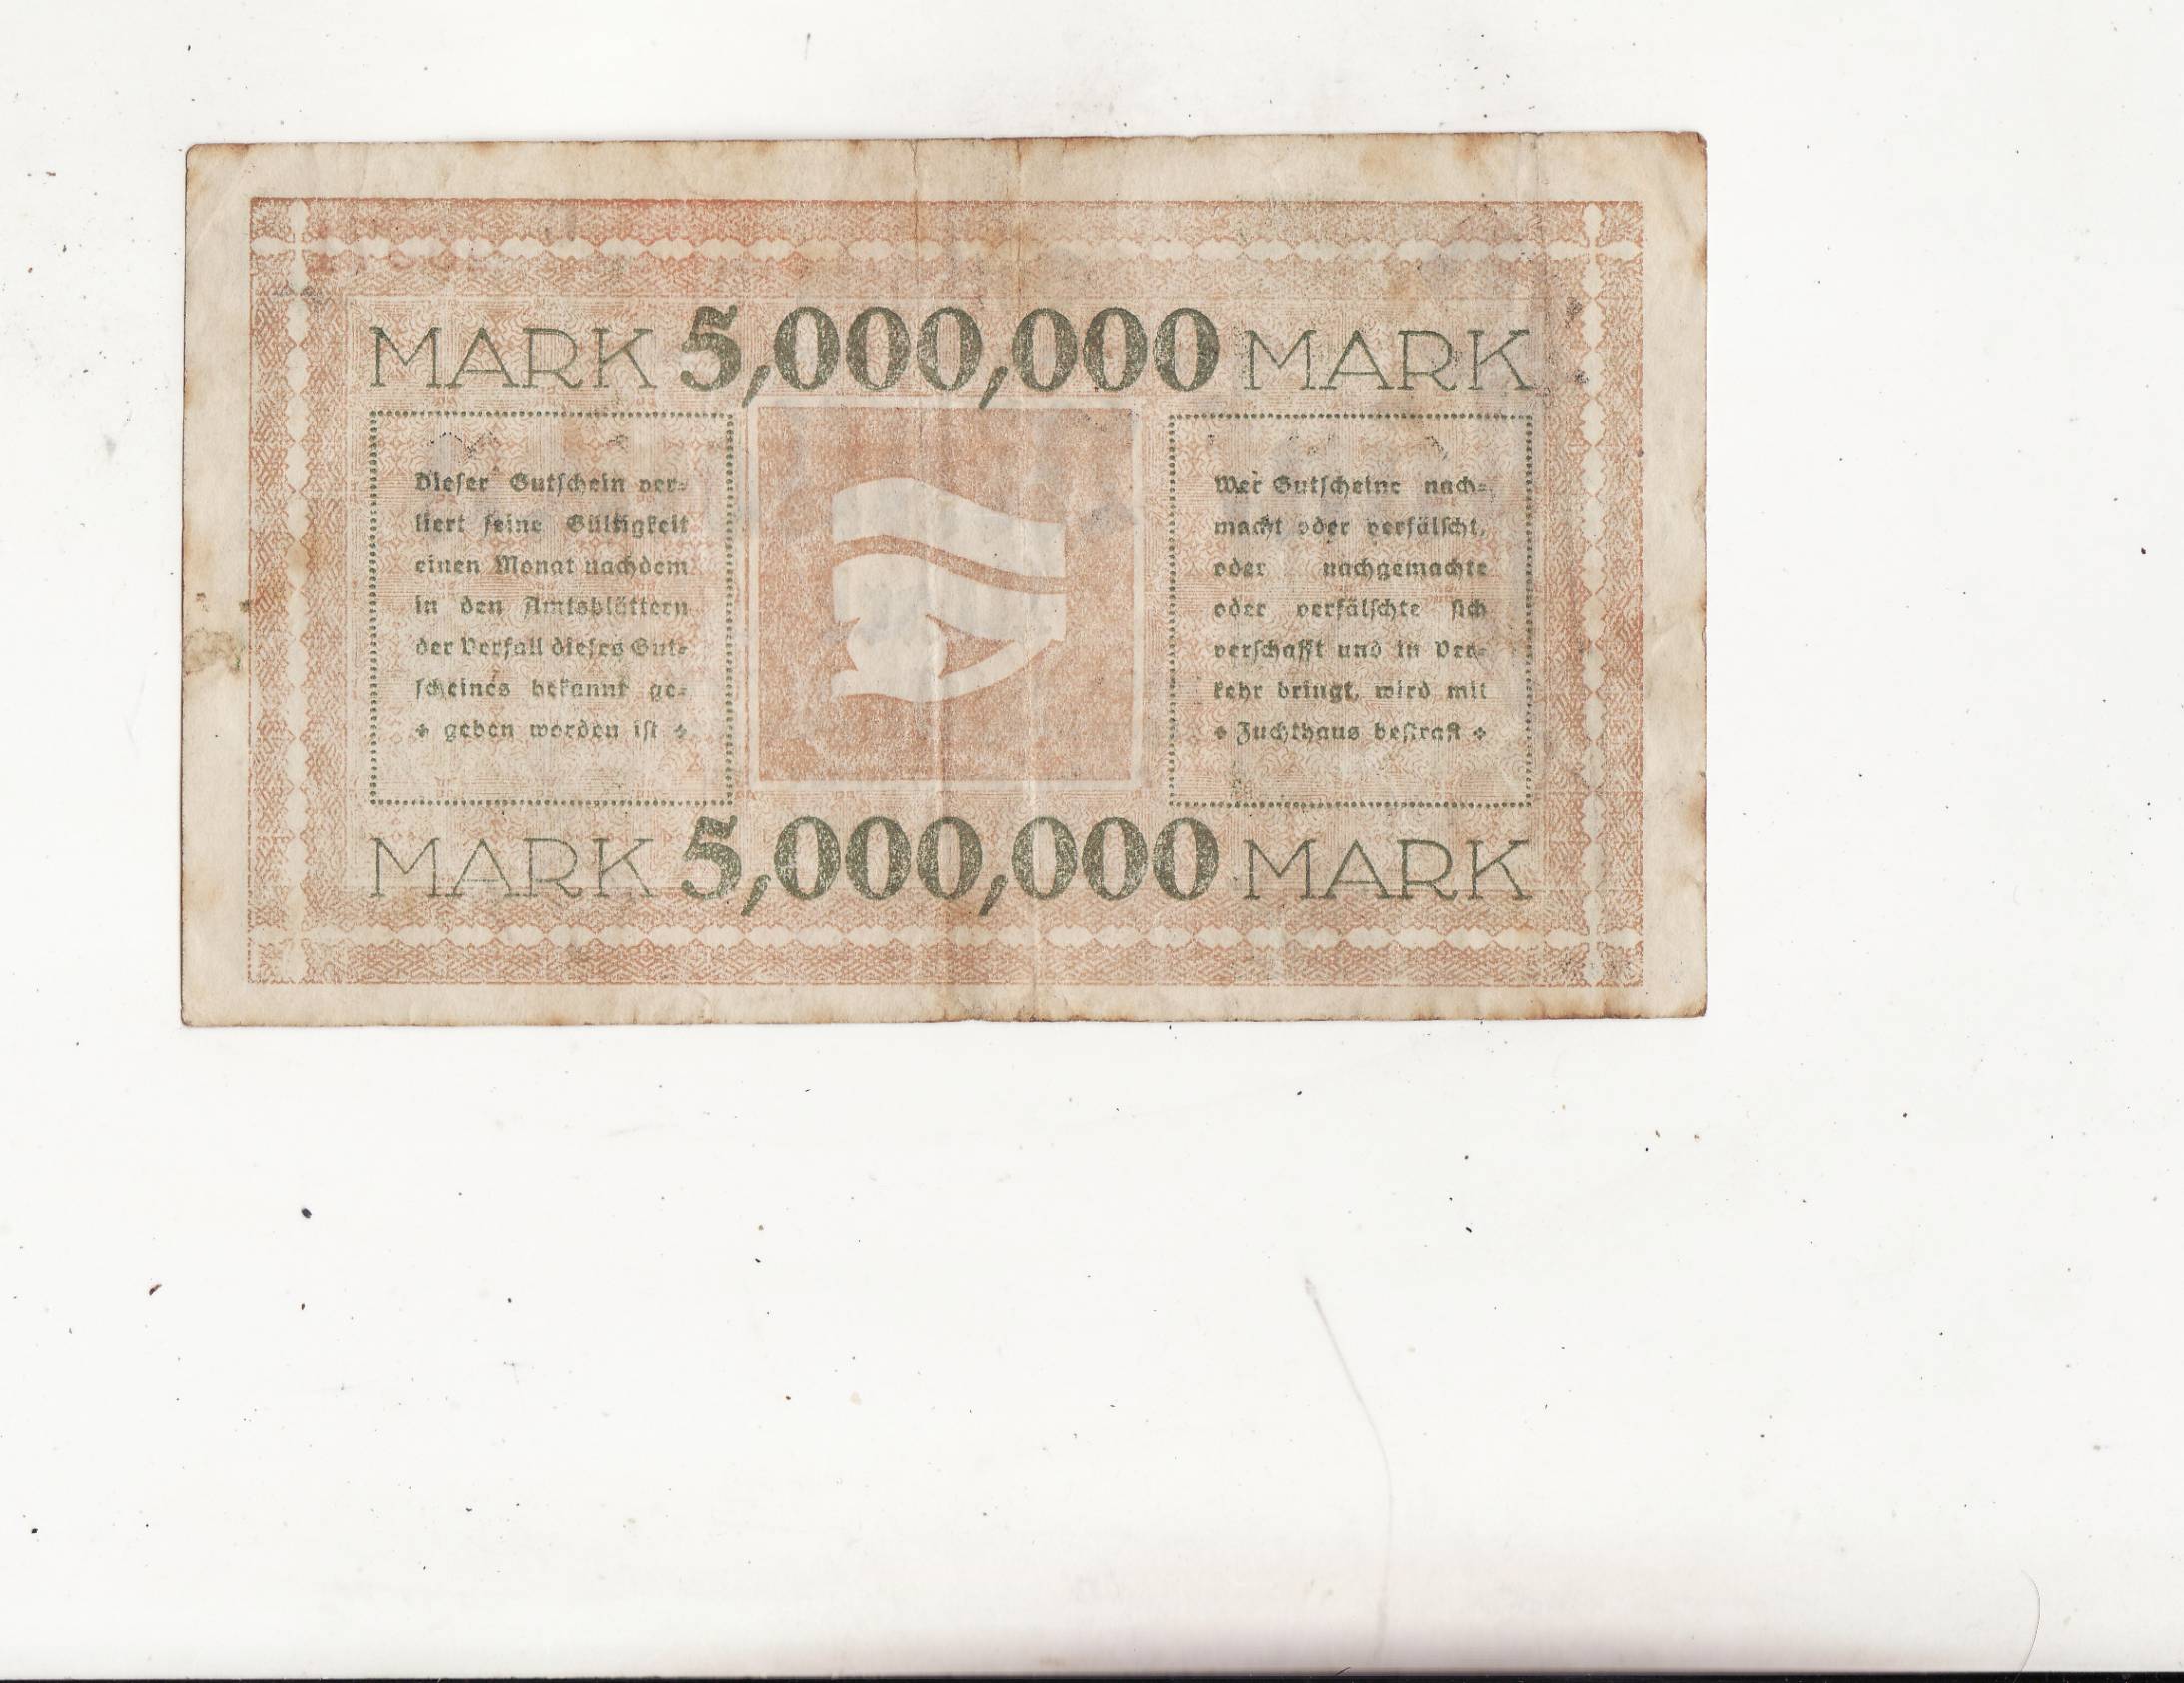 MARK 5,000,000 MARK
Dieser Gutschein ver-
liert seine Gültigkeit
einen Monat nachdem
in den Amtsblättern
der Verfall dieses Gut-
scheines bekannt ge-
geben worden ist
Wer Gutscheine nach-
macht oder verfälscht,
oder nachgemachte
oder verfälschte sich
verschafft und in Ver-
kehr bringt, wird mit
Zuchthaus bestraft
MARK 5,000,000 MARK